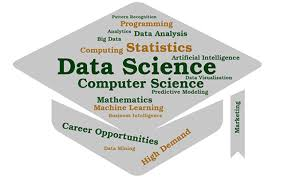 Pattern Recognition
Programming
Analytics Data Analysis
Big Data
Computing Statistics
Artificial Intelligence
Data Science
Data Visualisation
Computer Science
Predictive Modeling
Mathematics
Machine Learning
Business Intelligence
Career Opportunities
Data Mining
High Demand
Marketing